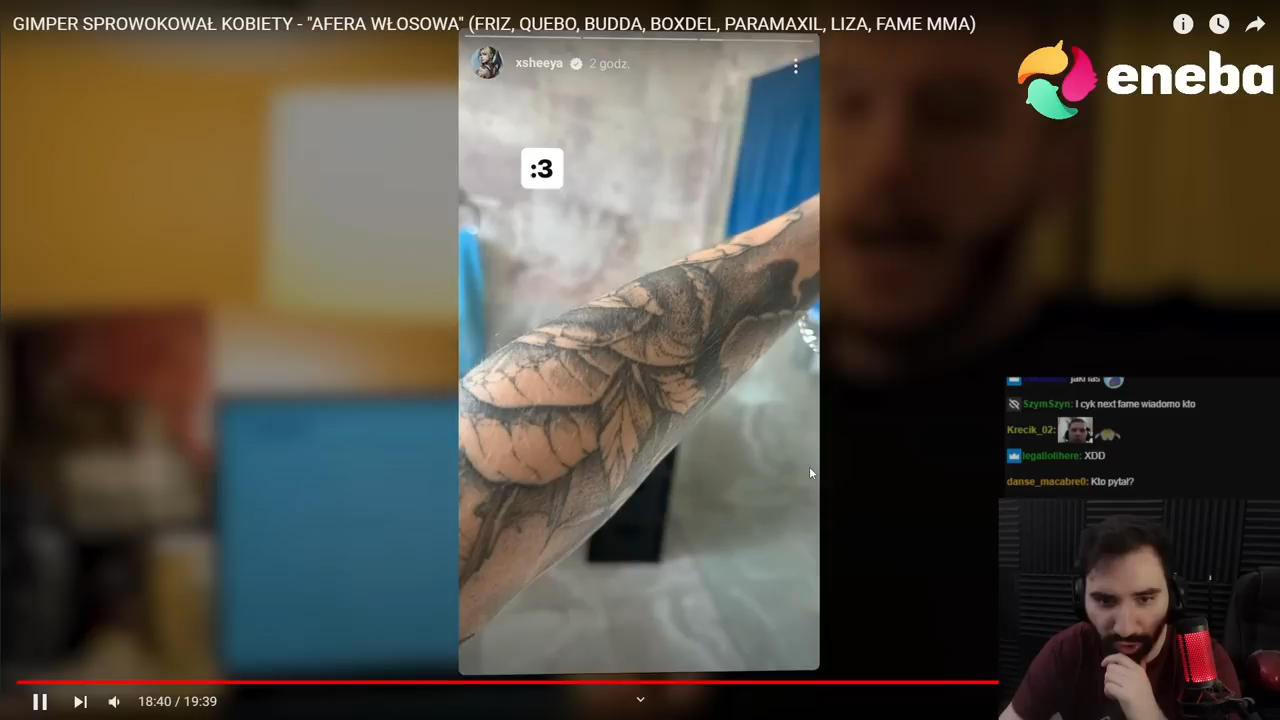 GIMPER SPROWOKOWAŁ KOBIETY - "AFERA WŁOSOWA" (FRIZ, QUEBO, BUDDA, BOXDEL, PARAMAXIL, LIZA, FAME MMA)
eneba
xsheeya 2 godz.
:3
SzymSzyn: I cyk next fame wiadomo kto
Krecik_02:
legallolihere: XDD
danse_macabre0: Kto pytał?
18:40 / 19:39